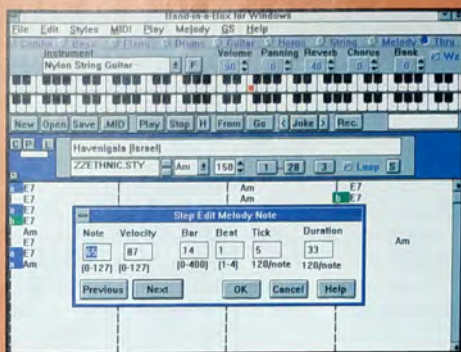 Band-in-a-Box for Windows
File Edit Styles MIDI Play Melody GS Help
Combo Bass Piano Drums Guitar Horns String Melody Thru
Instrument Volume Panning Reverb Chorus Bank
Nylon String Guitar F 90 0 40 0 0
New Open Save .MID Play Stop H From Go < Juke > Rec.
C P L Havenigala [Israel]
ZZETHNIC.STY Am 150 1 - 28 3 Loop S
a E7 Am E7
E7 Am b E7
a E7
b E7
Am
E7 Am
a E7
a Am
Step Edit Melody Note
Note Velocity Bar Beat Tick Duration
65 87 14 1 5 33
(0-127) (0-127) (0-400) (1-4) 120/note 120/note
Previous Next OK Cancel Help